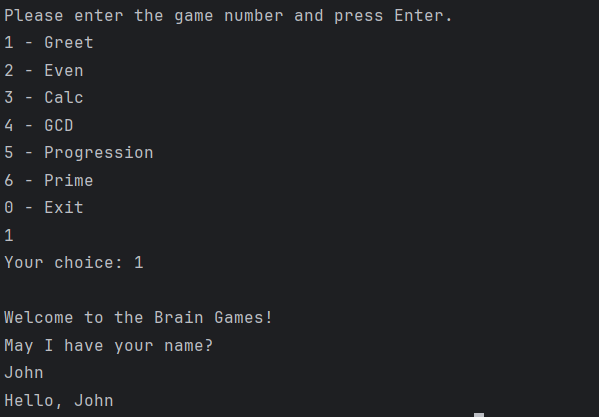 Please enter the game number and press Enter.
1 - Greet
2 - Even
3 - Calc
4 - GCD
5 - Progression
6 - Prime
0 - Exit
1
Your choice: 1
Welcome to the Brain Games!
May I have your name?
John
Hello, John